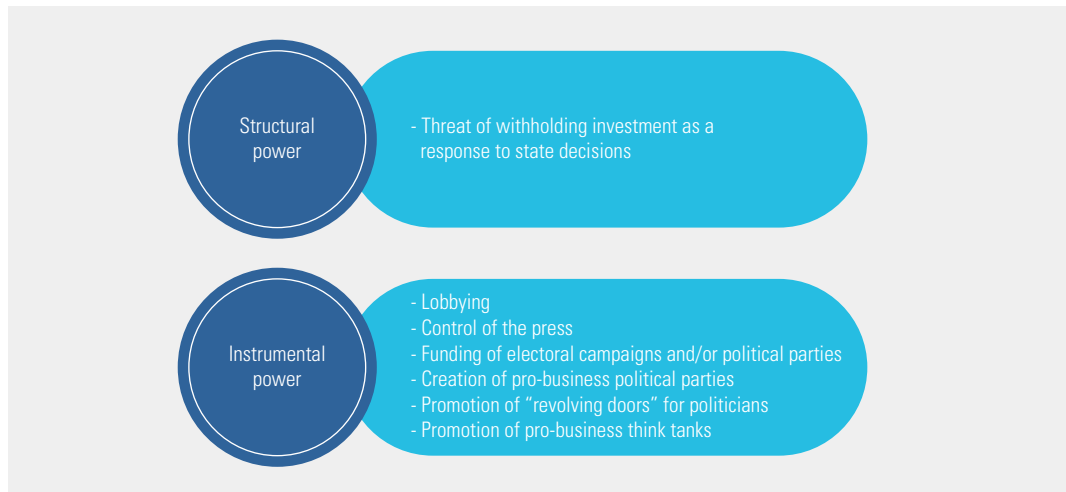 Structural
power
- Threat of withholding investment as a
response to state decisions
Instrumental
power
- Lobbying
- Control of the press
- Funding of electoral campaigns and/or political parties
- Creation of pro-business political parties
- Promotion of “revolving doors” for politicians
- Promotion of pro-business think tanks